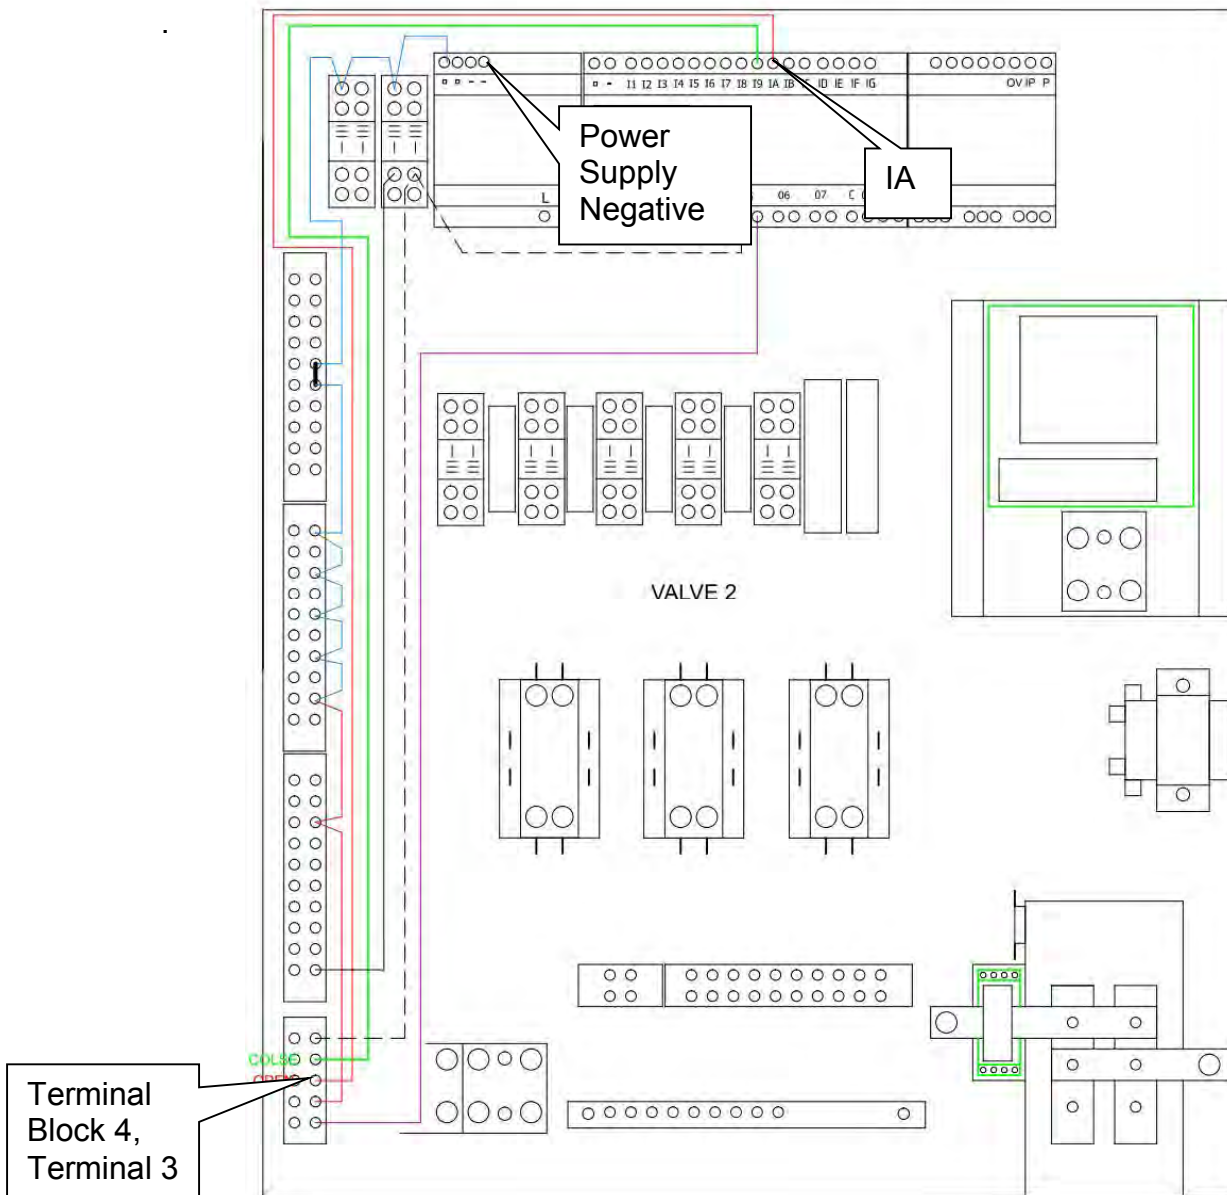 .
I1 I2 I3 I4 I5 I6 I7 I8 I9 IA IB ID IE IF IG
OV IP P
Power
Supply
Negative
IA
L
06 07
VALVE 2
COLSE
Terminal
Block 4,
Terminal 3